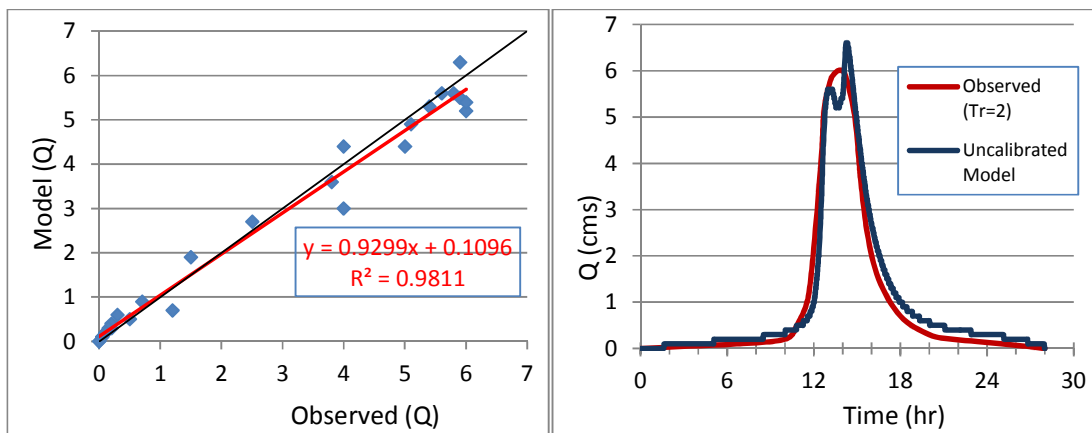 7
6
5
4
3
2
1
0
Model (Q)
y = 0.9299x + 0.1096
R² = 0.9811
0 1 2 3 4 5 6 7
Observed (Q)
7
6
5
4
3
2
1
0
Q (cms)
Observed
(Tr=2)
Uncalibrated
Model
0 6 12 18 24 30
Time (hr)